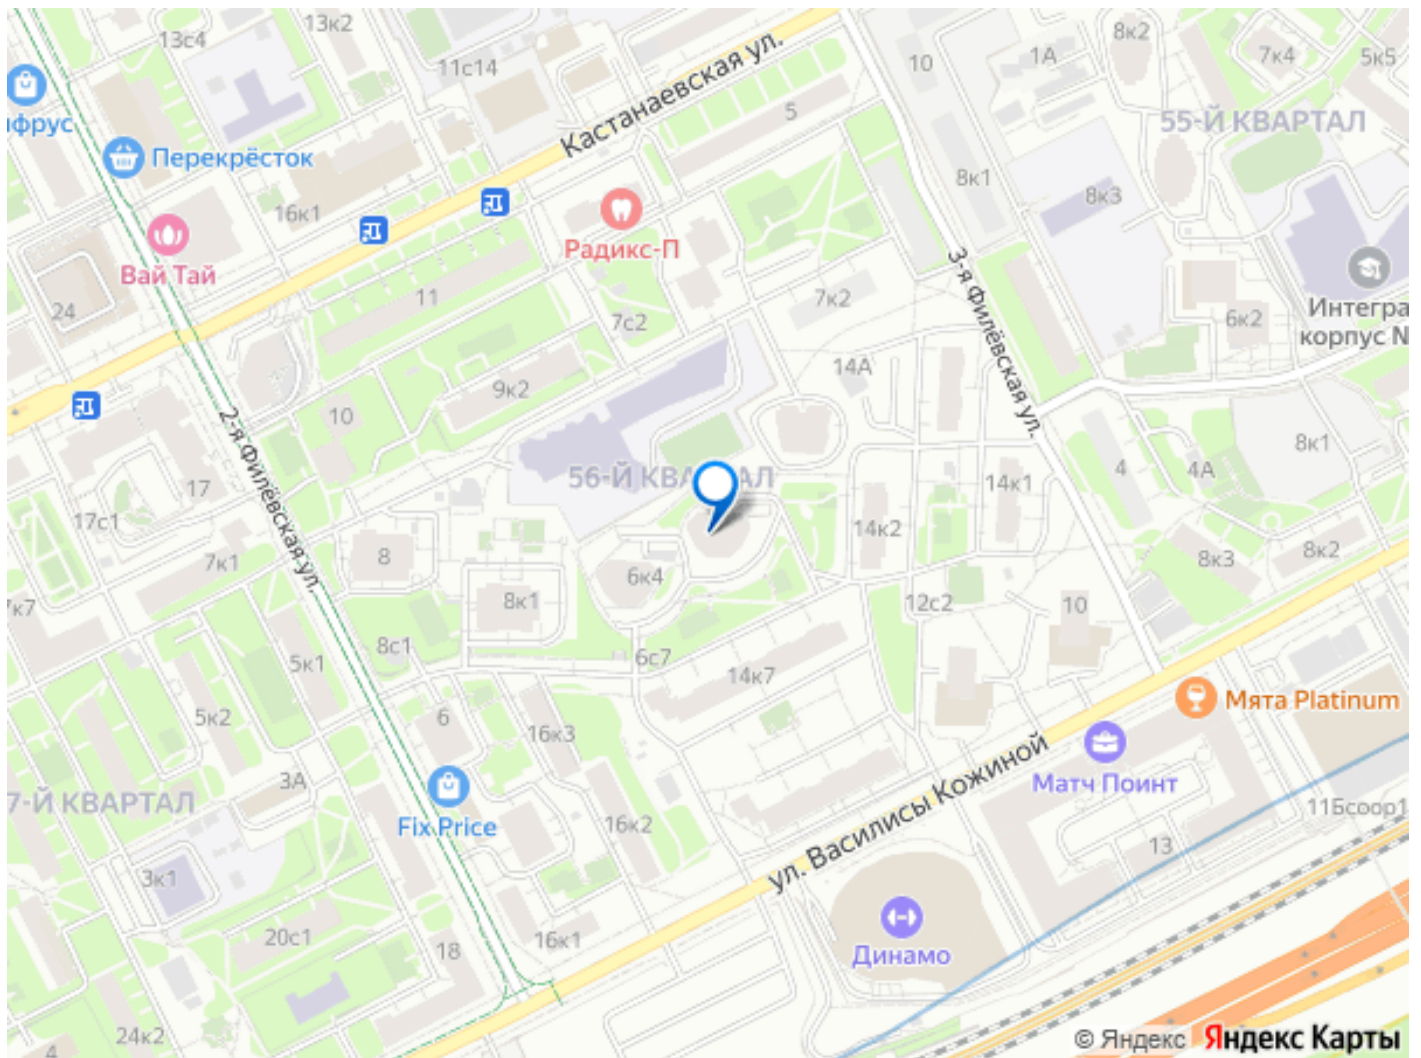 13с4
13к2
11с14
10
1А
8к2
7к4
5к5
фрус
Перекрёсток
Кастанаевская ул.
5
55-Й КВАРТАЛ
8к1
8к3
16к1
Вай Тай
Радикс-П
3-я Филёвская ул.
24
11
7с2
7к2
6к2
Интегра
корпус N
14А
9к2
10
2-я Филёвская ул.
8к1
4
4А
17
17с1
56-Й КВАРТАЛ
14к1
14к2
7к1
8
6к4
8к3
8к2
7к7
8к1
12с2
10
8с1
6с7
5к1
14к7
5к2
6
16к3
Мята Platinum
3А
7-Й КВАРТАЛ
Матч Поинт
ул. Василисы Кожиной
Fix Price
16к2
11Бсоор1
13
3к1
20с1
18
16к1
Динамо
24к2
4
© Яндекс Яндекс Карты